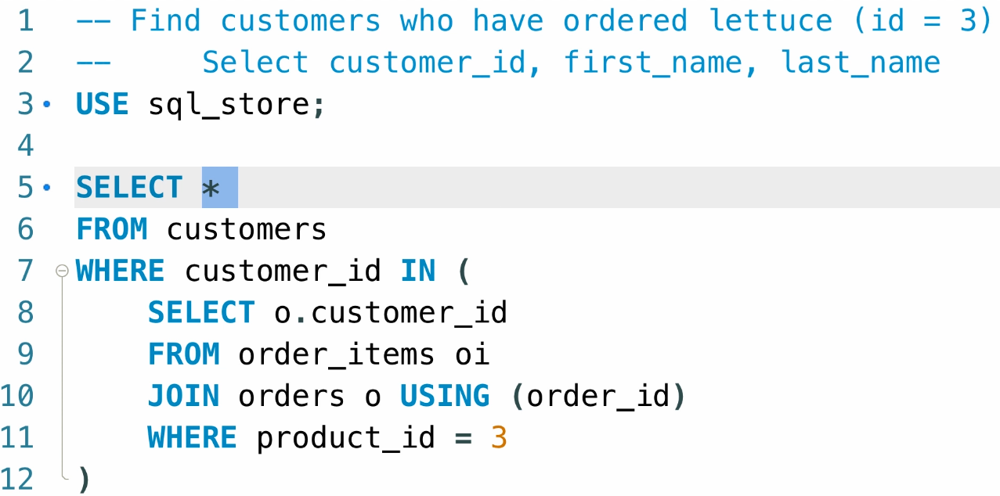 1 -- Find customers who have ordered lettuce (id = 3)
2 --     Select customer_id, first_name, last_name
3 USE sql_store;
4
5 SELECT *
6 FROM customers
7 WHERE customer_id IN (
8     SELECT o.customer_id
9     FROM order_items oi
10     JOIN orders o USING (order_id)
11     WHERE product_id = 3
12 )